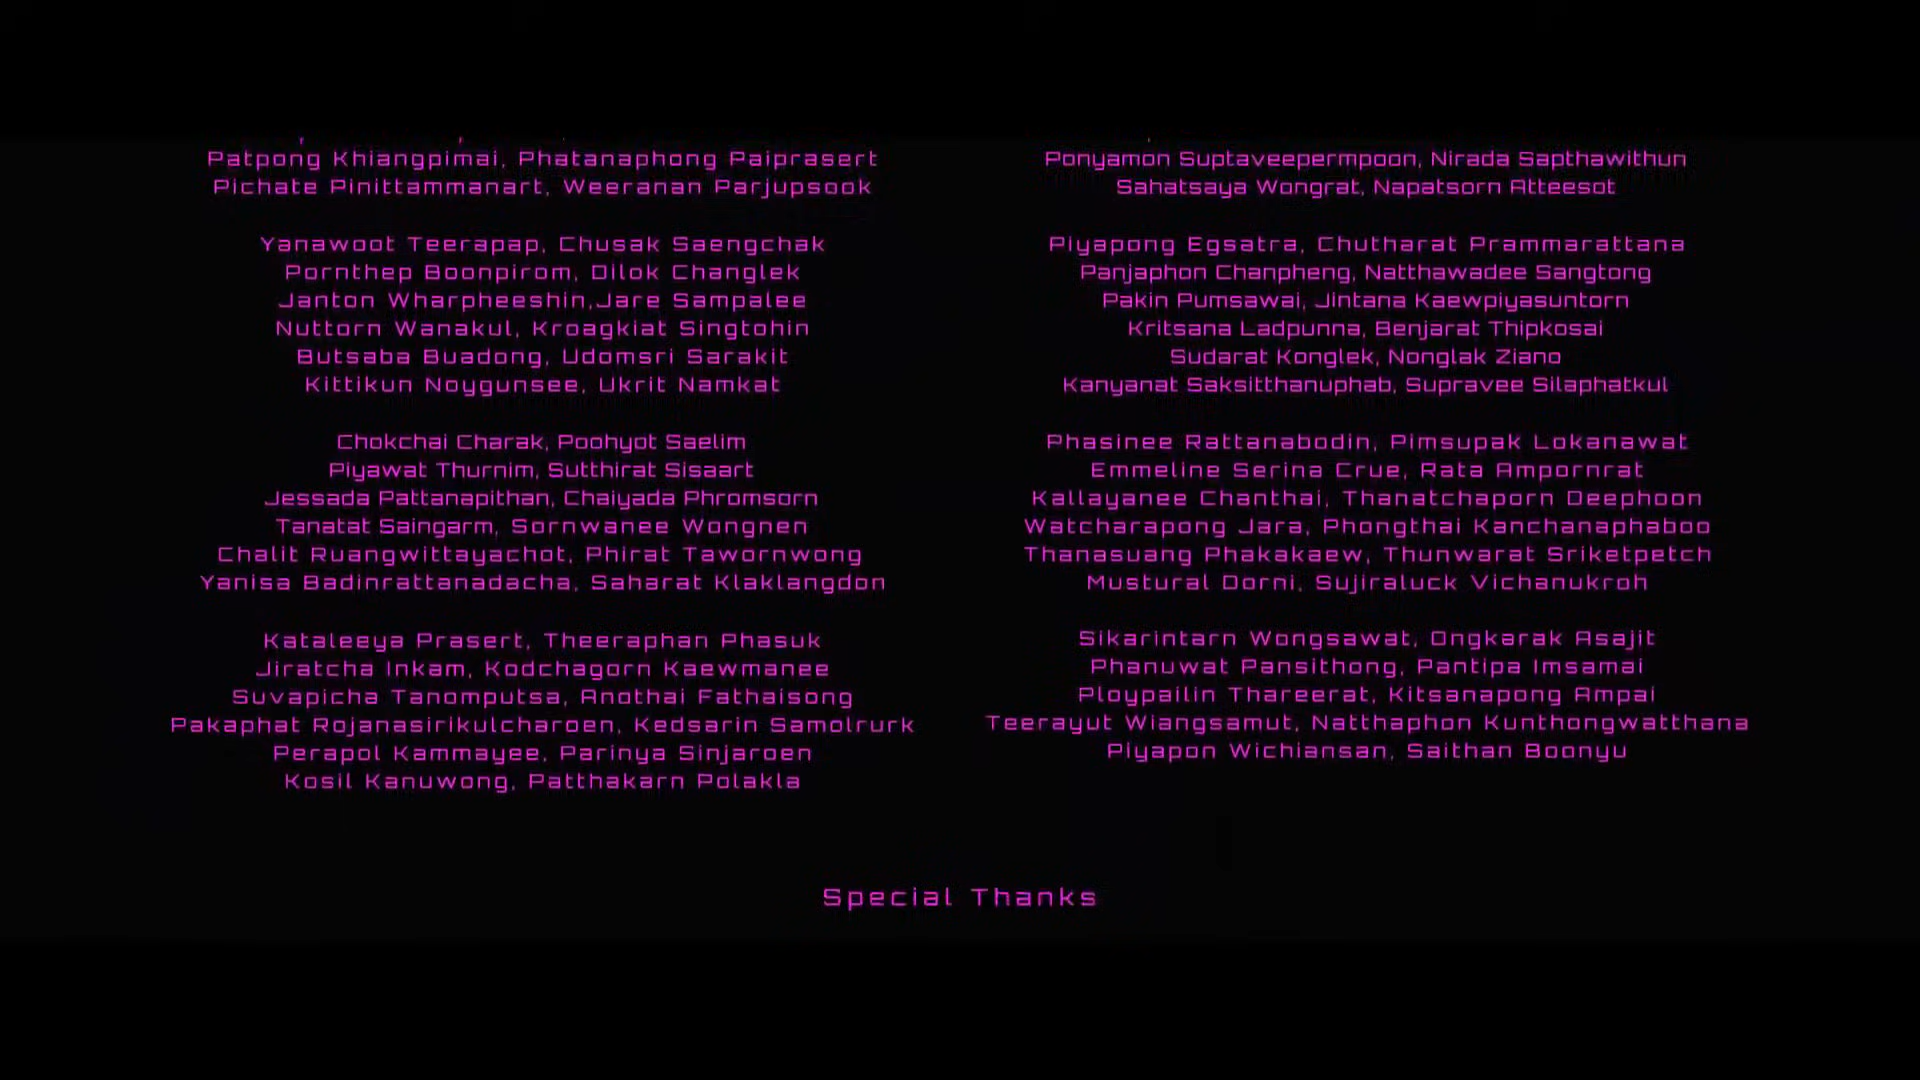 Patpong Khiangpimai, Phatanaphong Paiprasert
Pichate Pinittammanart, Weeranan Parjupsook
Yanawoot Teerapap, Chusak Saengchak
Pornthep Boonpirom, Dilok Changlek
Janton Wharpheeshin,Jare Sampalee
Nuttorn Wanakul, Kroagkiat Singtohin
Butsaba Buadong, Udomsri Sarakit
Kittikun Noygunsee, Ukrit Namkat
Chokchai Charak, Poohyot Saelim
Piyawat Thurnim, Sutthirat Sisaart
Jessada Pattanapithan, Chaiyada Phromsorn
Tanatat Saingarm, Sornwanee Wongnen
Chalit Ruangwittayachot, Phirat Tawornwong
Yanisa Badinrattanadacha, Saharat Klaklangdon
Kataleeya Prasert, Theeraphan Phasuk
Jiratcha Inkam, Kodchagorn Kaewmanee
Suvapicha Tanomputsa, Anothai Fathaisong
Pakaphat Rojanasirikulcharoen, Kedsarin Samolrurk
Perapol Kammayee, Parinya Sinjaroen
Kosil Kanuwong, Patthakarn Polakla
Ponyamon Suptaveepermpoon, Nirada Sapthawithun
Sahatsaya Wongrat, Napatsorn Atteesot
Piyapong Egsatra, Chutharat Prammarattana
Panjaphon Chanpheng, Natthawadee Sangtong
Pakin Pumsawai, Jintana Kaewpiyasuntorn
Kritsana Ladpunna, Benjarat Thipkosai
Sudarat Konglek, Nonglak Ziano
Kanyanat Saksitthanuphab, Supravee Silaphatkul
Phasinee Rattanabodin, Pimsupak Lokanawat
Emmeline Serina Crue, Rata Ampornrat
Kallayanee Chanthai, Thanatchaporn Deephoon
Watcharapong Jara, Phongthai Kanchanaphaboo
Thanasuang Phakakaew, Thunwarat Sriketpetch
Mustural Dorni, Sujiraluck Vichanukroh
Sikarintarn Wongsawat, Ongkarak Asajit
Phanuwat Pansithong, Pantipa Imsamai
Ploypailin Thareerat, Kitsanapong Ampai
Teerayut Wiangsamut, Natthaphon Kunthongwatthana
Piyapon Wichiansan, Saithan Boonyu
Special Thanks